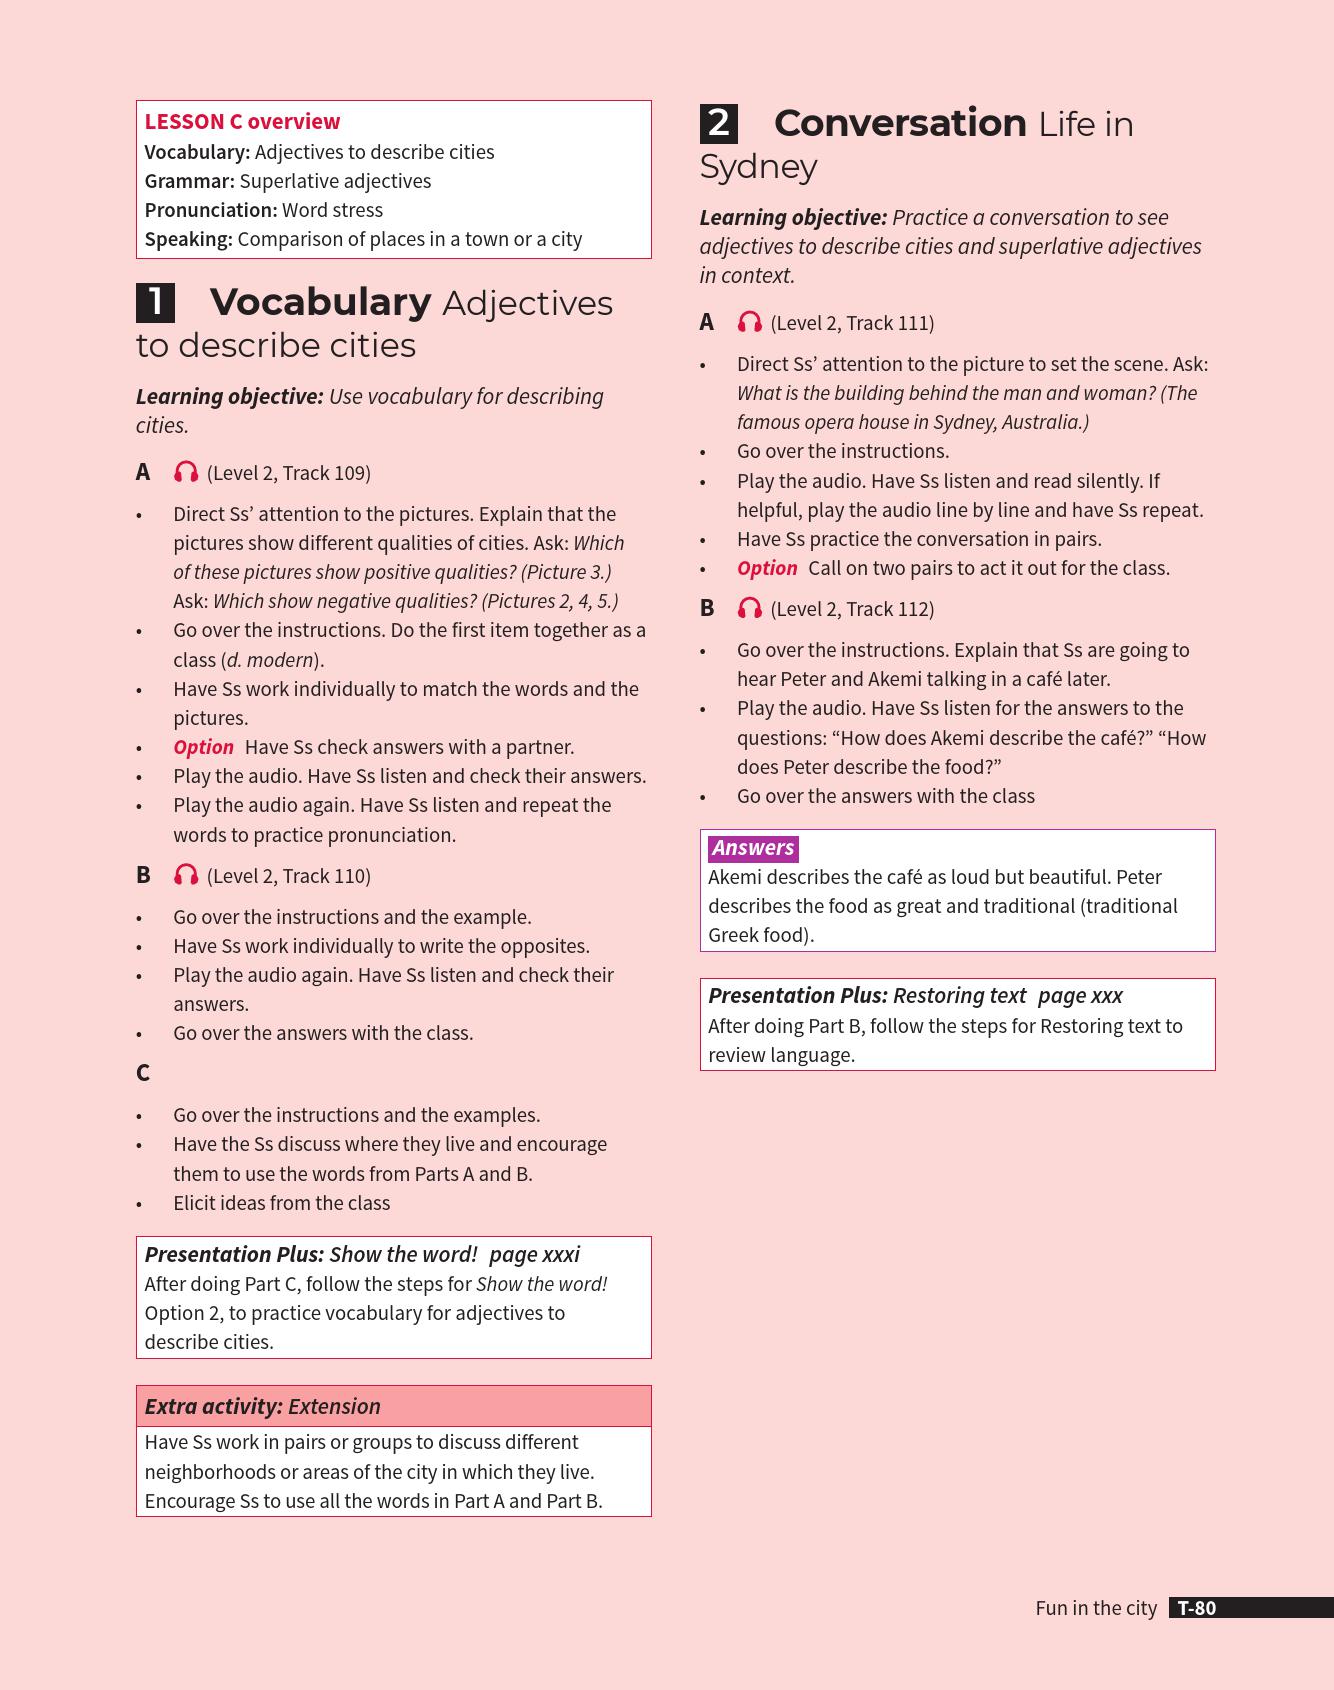 LESSON C overview
Vocabulary: Adjectives to describe cities
Grammar: Superlative adjectives
Pronunciation: Word stress
Speaking: Comparison of places in a town or a city
1 Vocabulary Adjectives
to describe cities
Learning objective: Use vocabulary for describing
cities.
A (Level 2, Track 109)
• Direct Ss’ attention to the pictures. Explain that the
pictures show different qualities of cities. Ask: Which
of these pictures show positive qualities? (Picture 3.)
Ask: Which show negative qualities? (Pictures 2, 4, 5.)
• Go over the instructions. Do the first item together as a
class (d. modern).
• Have Ss work individually to match the words and the
pictures.
• Option Have Ss check answers with a partner.
• Play the audio. Have Ss listen and check their answers.
• Play the audio again. Have Ss listen and repeat the
words to practice pronunciation.
B (Level 2, Track 110)
• Go over the instructions and the example.
• Have Ss work individually to write the opposites.
• Play the audio again. Have Ss listen and check their
answers.
• Go over the answers with the class.
C
• Go over the instructions and the examples.
• Have the Ss discuss where they live and encourage
them to use the words from Parts A and B.
• Elicit ideas from the class
Presentation Plus: Show the word! page xxxi
After doing Part C, follow the steps for Show the word!
Option 2, to practice vocabulary for adjectives to
describe cities.
Extra activity: Extension
Have Ss work in pairs or groups to discuss different
neighborhoods or areas of the city in which they live.
Encourage Ss to use all the words in Part A and Part B.
2 Conversation Life in
Sydney
Learning objective: Practice a conversation to see
adjectives to describe cities and superlative adjectives
in context.
A (Level 2, Track 111)
• Direct Ss’ attention to the picture to set the scene. Ask:
What is the building behind the man and woman? (The
famous opera house in Sydney, Australia.)
• Go over the instructions.
• Play the audio. Have Ss listen and read silently. If
helpful, play the audio line by line and have Ss repeat.
• Have Ss practice the conversation in pairs.
• Option Call on two pairs to act it out for the class.
B (Level 2, Track 112)
• Go over the instructions. Explain that Ss are going to
hear Peter and Akemi talking in a café later.
• Play the audio. Have Ss listen for the answers to the
questions: “How does Akemi describe the café?” “How
does Peter describe the food?”
• Go over the answers with the class
Answers
Akemi describes the café as loud but beautiful. Peter
describes the food as great and traditional (traditional
Greek food).
Presentation Plus: Restoring text page xxx
After doing Part B, follow the steps for Restoring text to
review language.
Fun in the city T-80